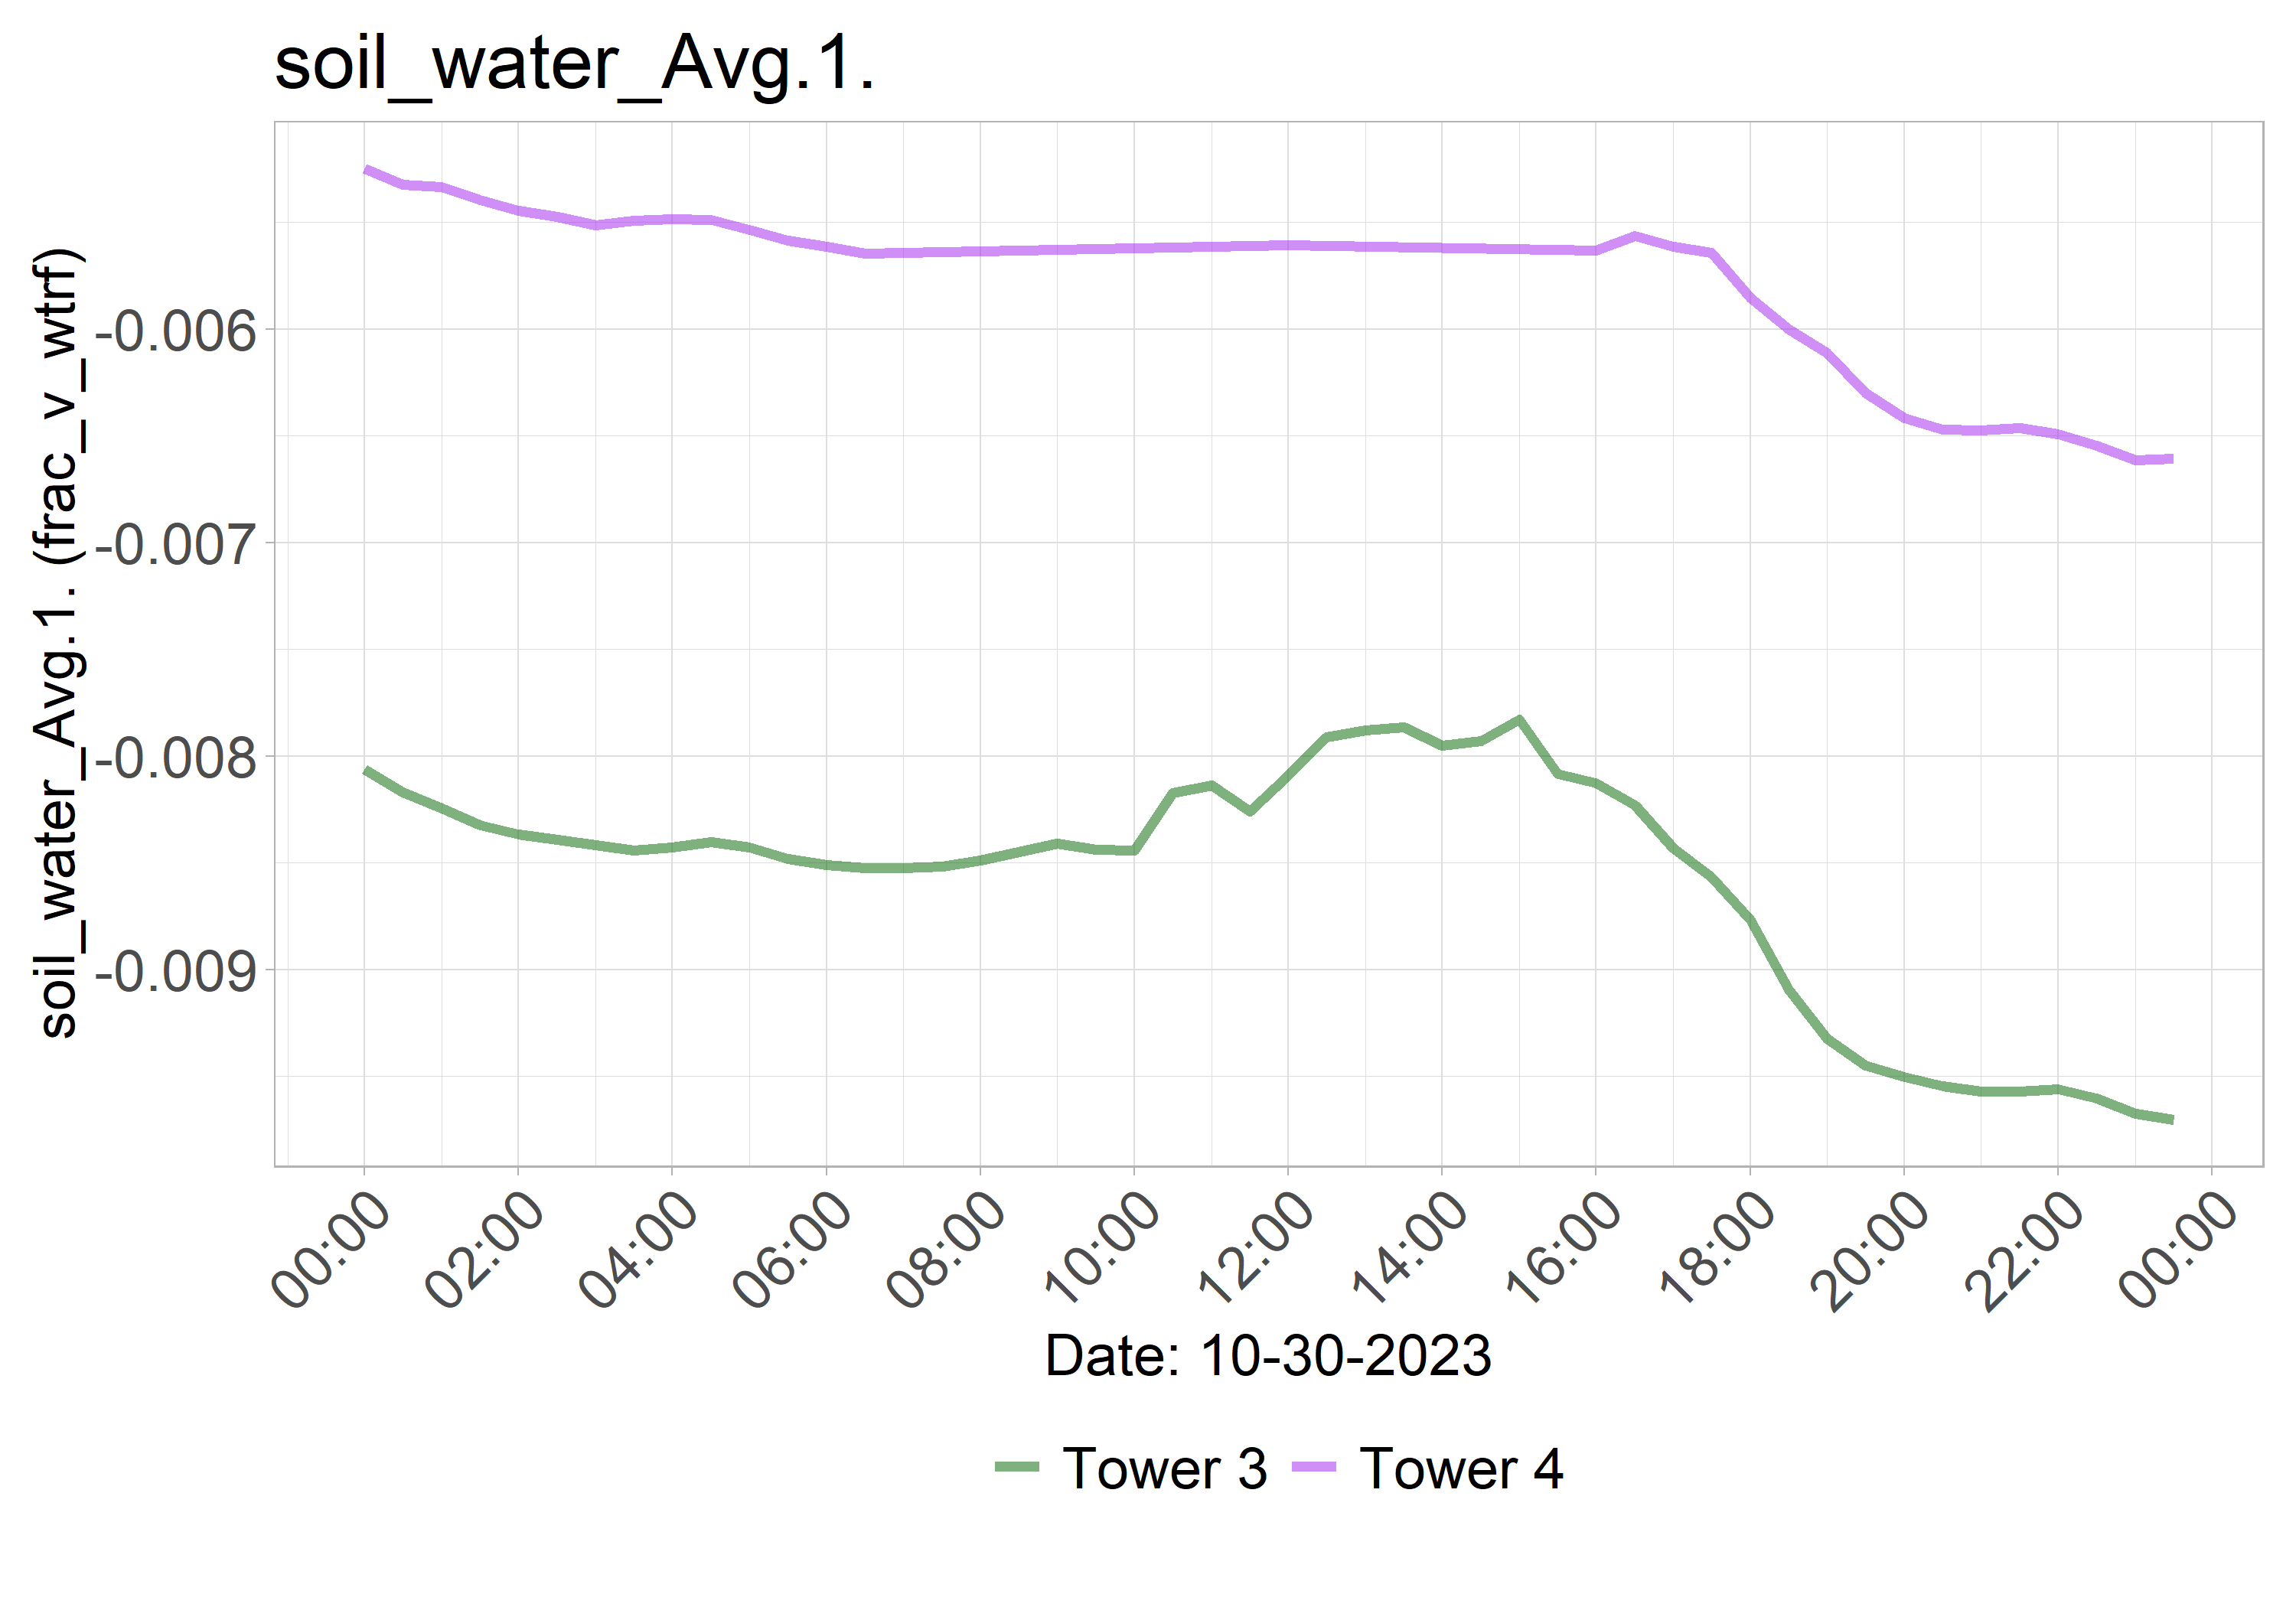 soil_water_Avg.1.
soil_water_Avg.1. (frac_v_wtrf)
-0.006
-0.007
-0.008
-0.009
00:00 02:00 04:00 06:00 08:00 10:00 12:00 14:00 16:00 18:00 20:00 22:00 00:00
Date: 10-30-2023
Tower 3 Tower 4